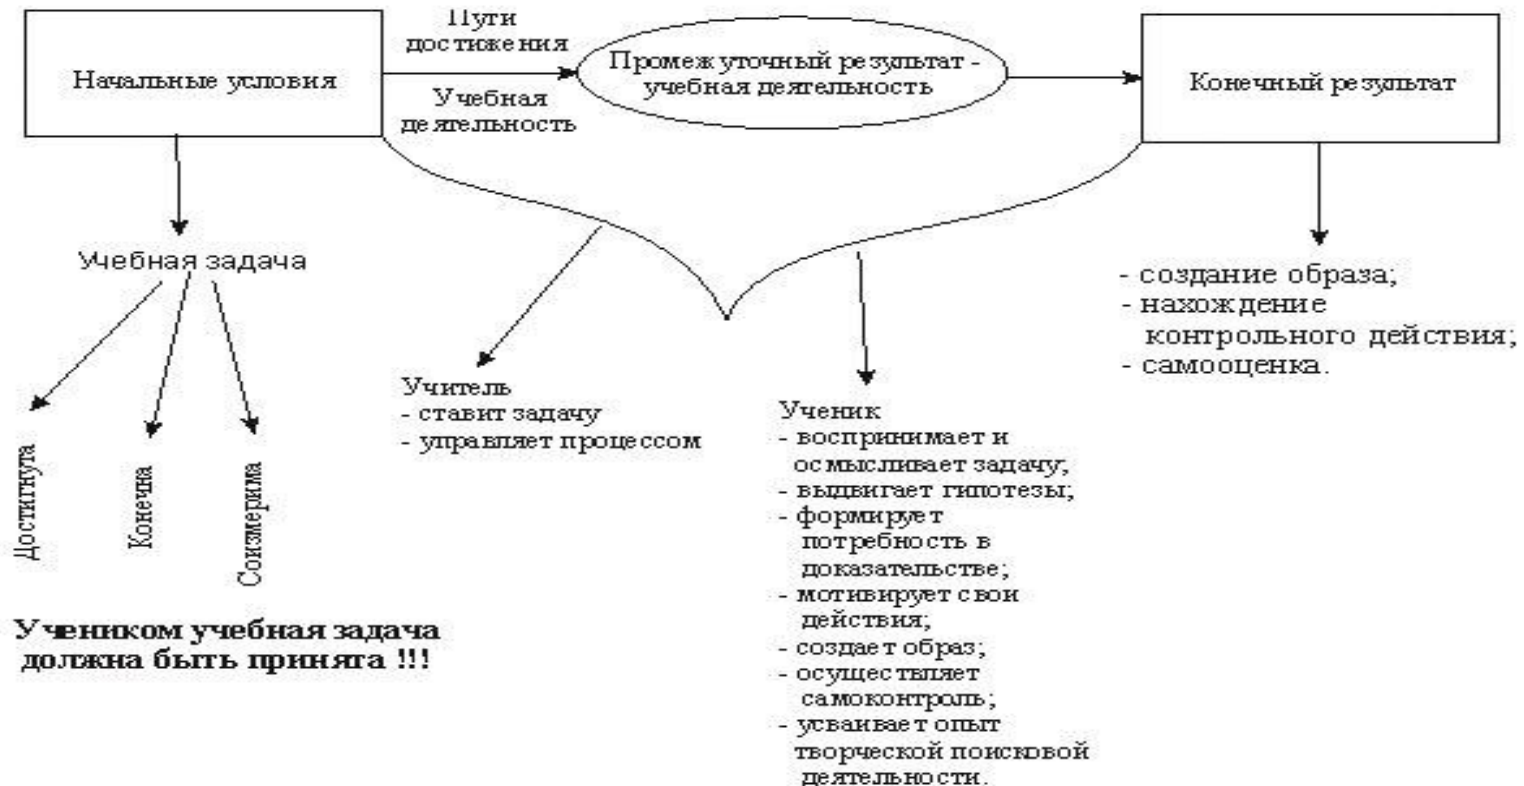 Пути
достижения
Начальные условия
Учебная
деятельность
Промежуточный результат -
учебная деятельность
Конечный результат
Учебная задача
Достигнута
Конечна
Соизмерима
Учеником учебная задача
должна быть принята !!!
Учитель
- ставит задачу
- управляет процессом
Ученик
- воспринимает и
осмысливает задачу;
- выдвигает гипотезы;
- формирует
потребность в
доказательстве;
- мотивирует свои
действия;
- создает образ;
- осуществляет
самоконтроль;
- усваивает опыт
творческой поисковой
деятельности.
- создание образа;
- нахождение
контрольного действия;
- самооценка.